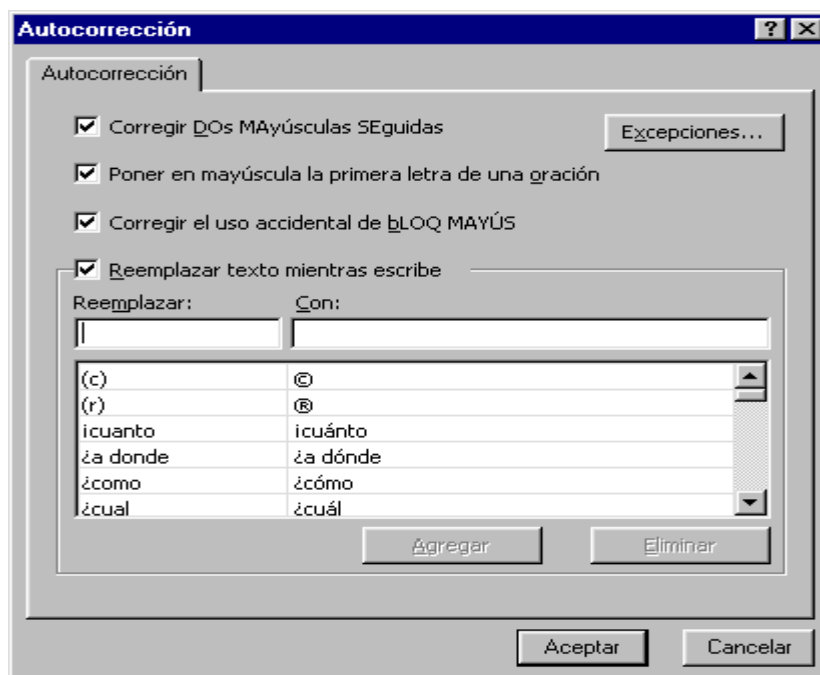 Autocorrección
Autocorrección
Corregir DOs MAyúsculas SEguidas
Excepciones...
Poner en mayúscula la primera letra de una oración
Corregir el uso accidental de bLOQ MAYÚS
Reemplazar texto mientras escribe
Reemplazar: Con:
(c) ©
(r) ®
¡cuanto ¡cuánto
¿a donde ¿a dónde
¿como ¿cómo
¿cual ¿cuál
Agregar Eliminar
Aceptar Cancelar